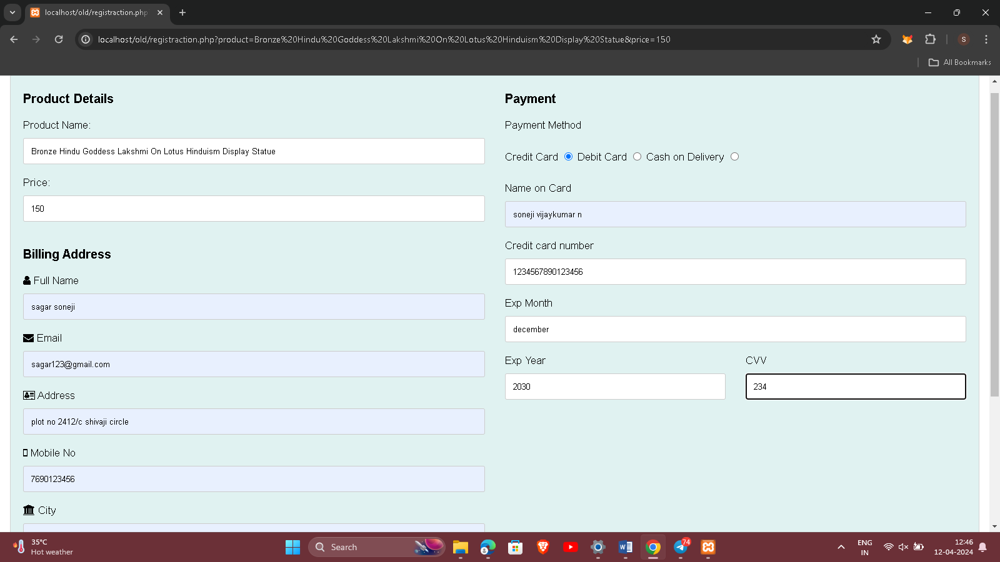 localhost/old/registraction.php
localhost/old/registraction.php?product=Bronze%20Hindu%20Goddess%20Lakshmi%20On%20Lotus%20Hinduism%20Display%20Statue&price=150
S
All Bookmarks
Product Details
Product Name:
Bronze Hindu Goddess Lakshmi On Lotus Hinduism Display Statue
Price:
150
Billing Address
Full Name
sagar soneji
Email
sagar123@gmail.com
Address
plot no 2412/c shivaji circle
Mobile No
7690123456
City
Payment
Payment Method
Credit Card Debit Card Cash on Delivery
Name on Card
soneji vijaykumar n
Credit card number
1234567890123456
Exp Month
december
Exp Year
2030
CVV
234
35°C
Hot weather
Search
74
ENG
IN
12:46
12-04-2024